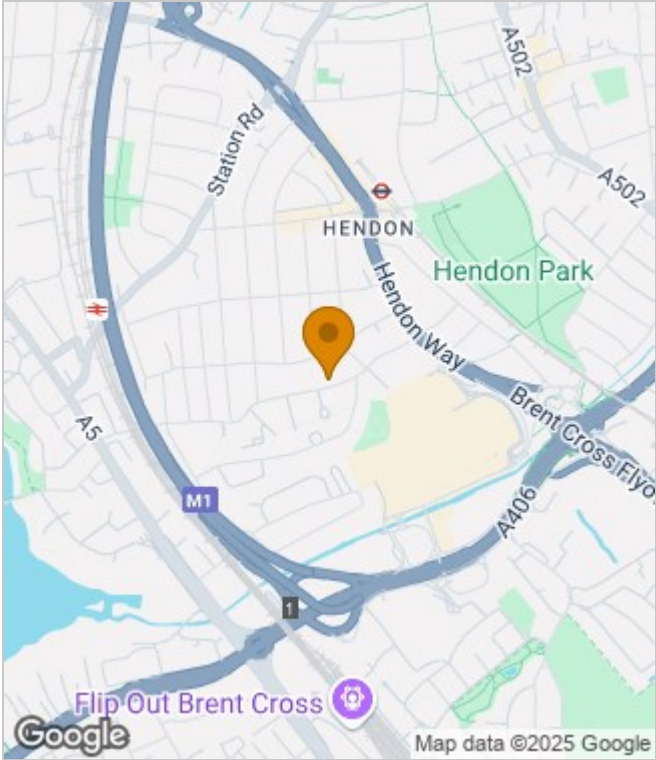 A502
Station Rd
A502
HENDON
Hendon Park
Hendon Way
Brent Cross Flyo
A5
M1
A406
1
Flip Out Brent Cross
Google
Map data ©2025 Google